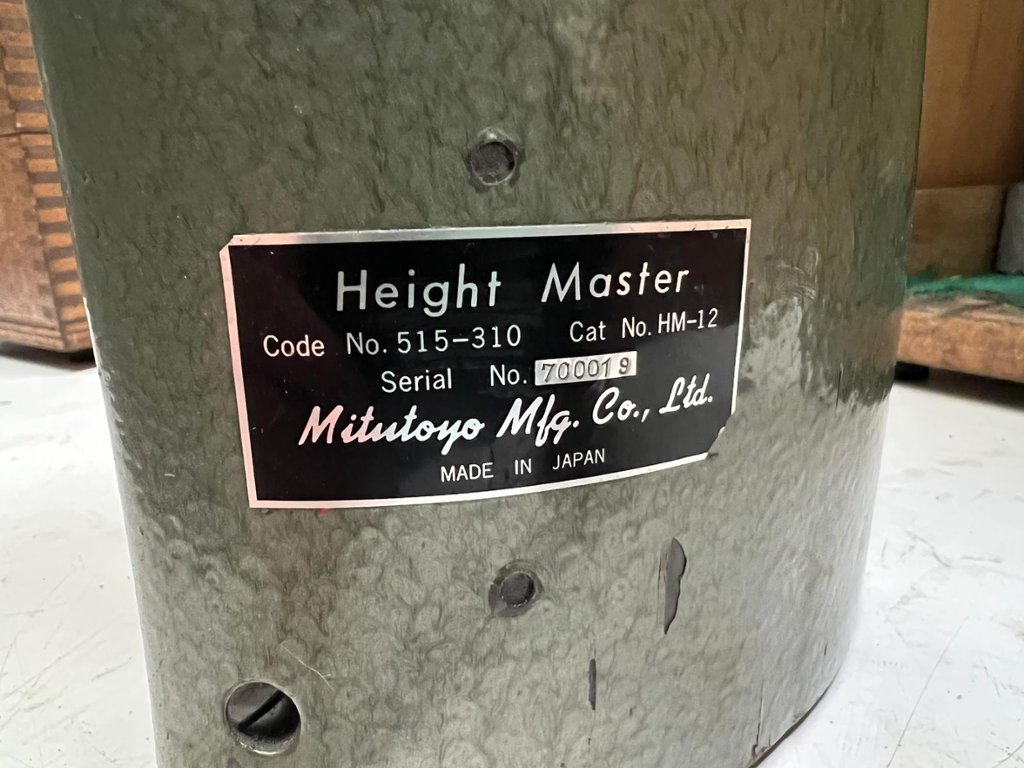 Height Master
Code No. 515-310 Cat No. HM-12
Serial No. 700019
Mitutoyo Mfg. Co., Ltd.
MADE IN JAPAN